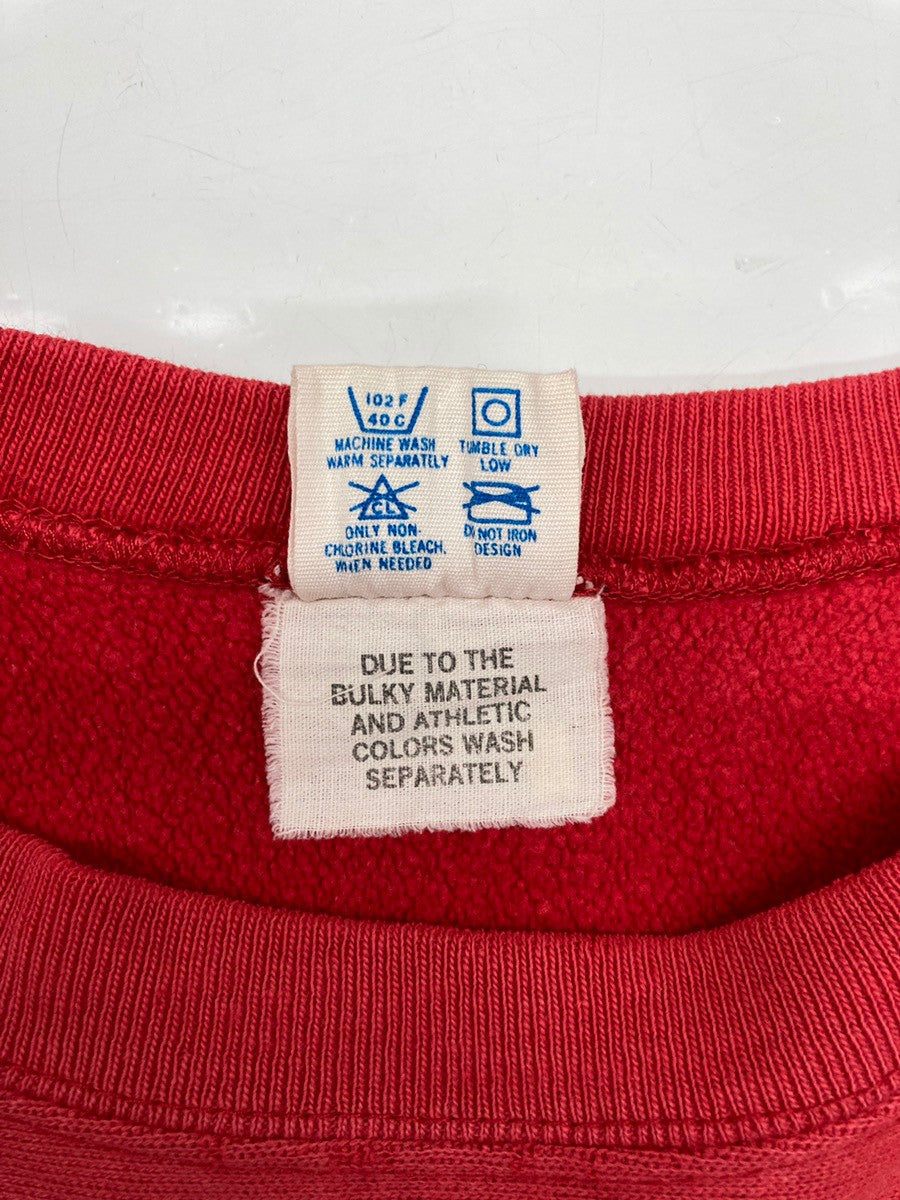 102 F
40 C
MACHINE WASH
WARM SEPARATELY
TUMBLE DRY
LOW
CL
ONLY NON-
CHLORINE BLEACH,
WHEN NEEDED
DO NOT IRON
DESIGN
DUE TO THE
BULKY MATERIAL
AND ATHLETIC
COLORS WASH
SEPARATELY